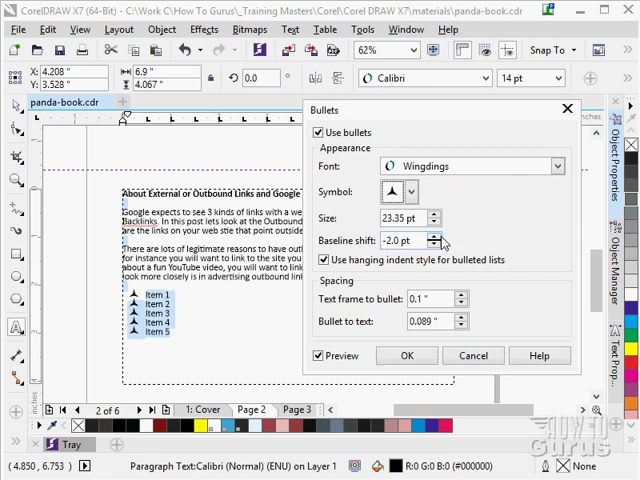 CorelDRAW X7 (64-Bit) - C:\Work C\How To Gurus\_Training Masters\Corel\CorelDRAW X7\materials\panda-book.cdr
File Edit View Layout Object Effects Bitmaps Text Table Tools Window Help
62% Snap To
X: 4.208 " 6.9 " 0.0 Calibri 14 pt
Y: 3.528 " 4.067 "
panda-book.cdr
Bullets
Use bullets
Appearance
Font: Wingdings
Symbol:
Size: 23.35 pt
Baseline shift: -2.0 pt
Use hanging indent style for bulleted lists
Spacing
Text frame to bullet: 0.1 "
Bullet to text: 0.089 "
Preview OK Cancel Help
inches
Object Properties
Object Manager
Text Prop...
About External or Outbound Links and Google
Google expects to see 3 kinds of links with a we
Backlinks. In this post lets look at the Outbound
are the links on your web stie that point outside
There are lots of legitimate reasons to have out
for instance you will want to link to the site you
about a fun YouTube video, you will want to l
look more closely is in advertising outbound lin
Item 1
Item 2
Item 3
Item 4
Item 5
inches
2 of 6 1: Cover Page 2 Page 3
HOW TO
Gurus
Tray
(4.850, 6.753) Paragraph Text:Calibri (Normal) (ENU) on Layer 1 R:0 G:0 B:0 (#000000) None